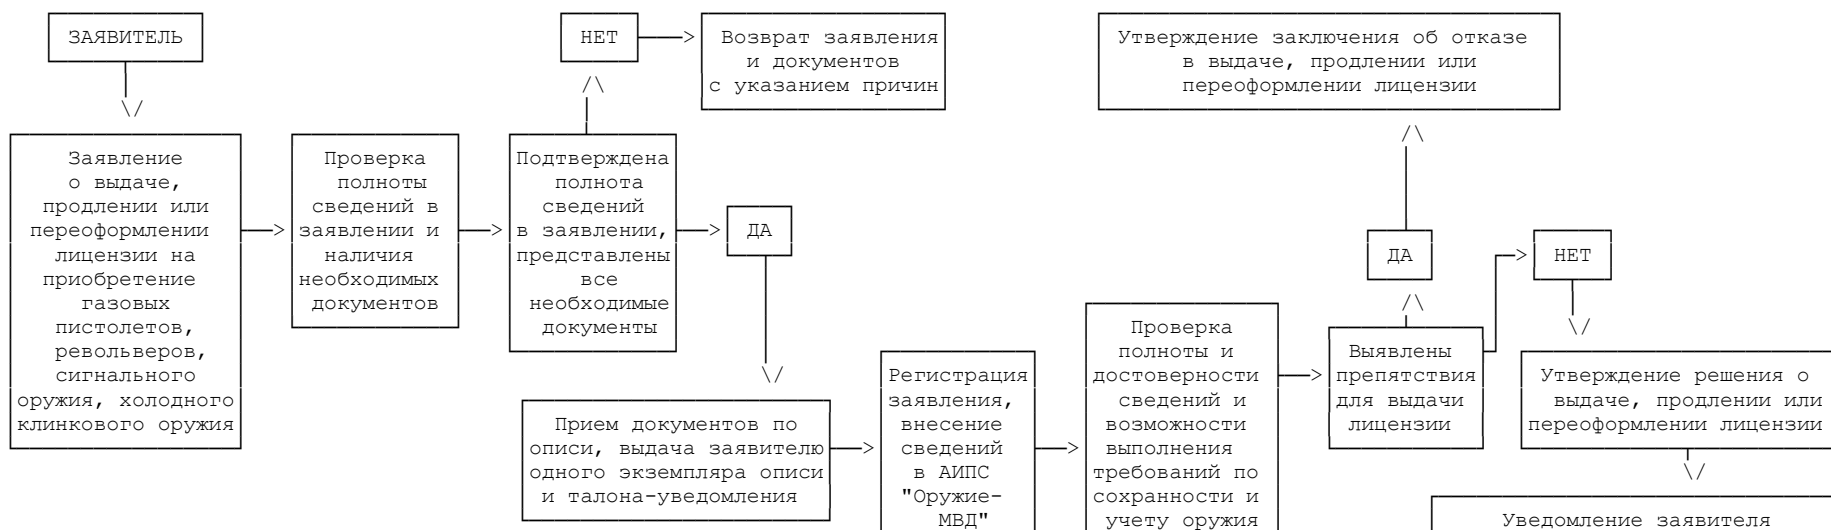 ЗАЯВИТЕЛЬ
Заявление
о выдаче,
продлении или
переоформлении
лицензии на
приобретение
газовых
пистолетов,
револьверов,
сигнального
оружия, холодного
клинкового оружия
Проверка
полноты
сведений в
заявлении и
наличия
необходимых
документов
Подтверждена
полнота
сведений
в заявлении,
представлены
все
необходимые
документы
НЕТ
Возврат заявления
и документов
с указанием причин
ДА
Прием документов по
описи, выдача заявителю
одного экземпляра описи
и талона-уведомления
Регистрация
заявления,
внесение
сведений
в АИПС
"Оружие-
МВД"
Проверка
полноты и
достоверности
сведений и
возможности
выполнения
требований по
сохранности и
учету оружия
Выявлены
препятствия
для выдачи
лицензии
ДА
Утверждение заключения об отказе
в выдаче, продлении или
переоформлении лицензии
НЕТ
Утверждение решения о
выдаче, продлении или
переоформлении лицензии
Уведомление заявителя